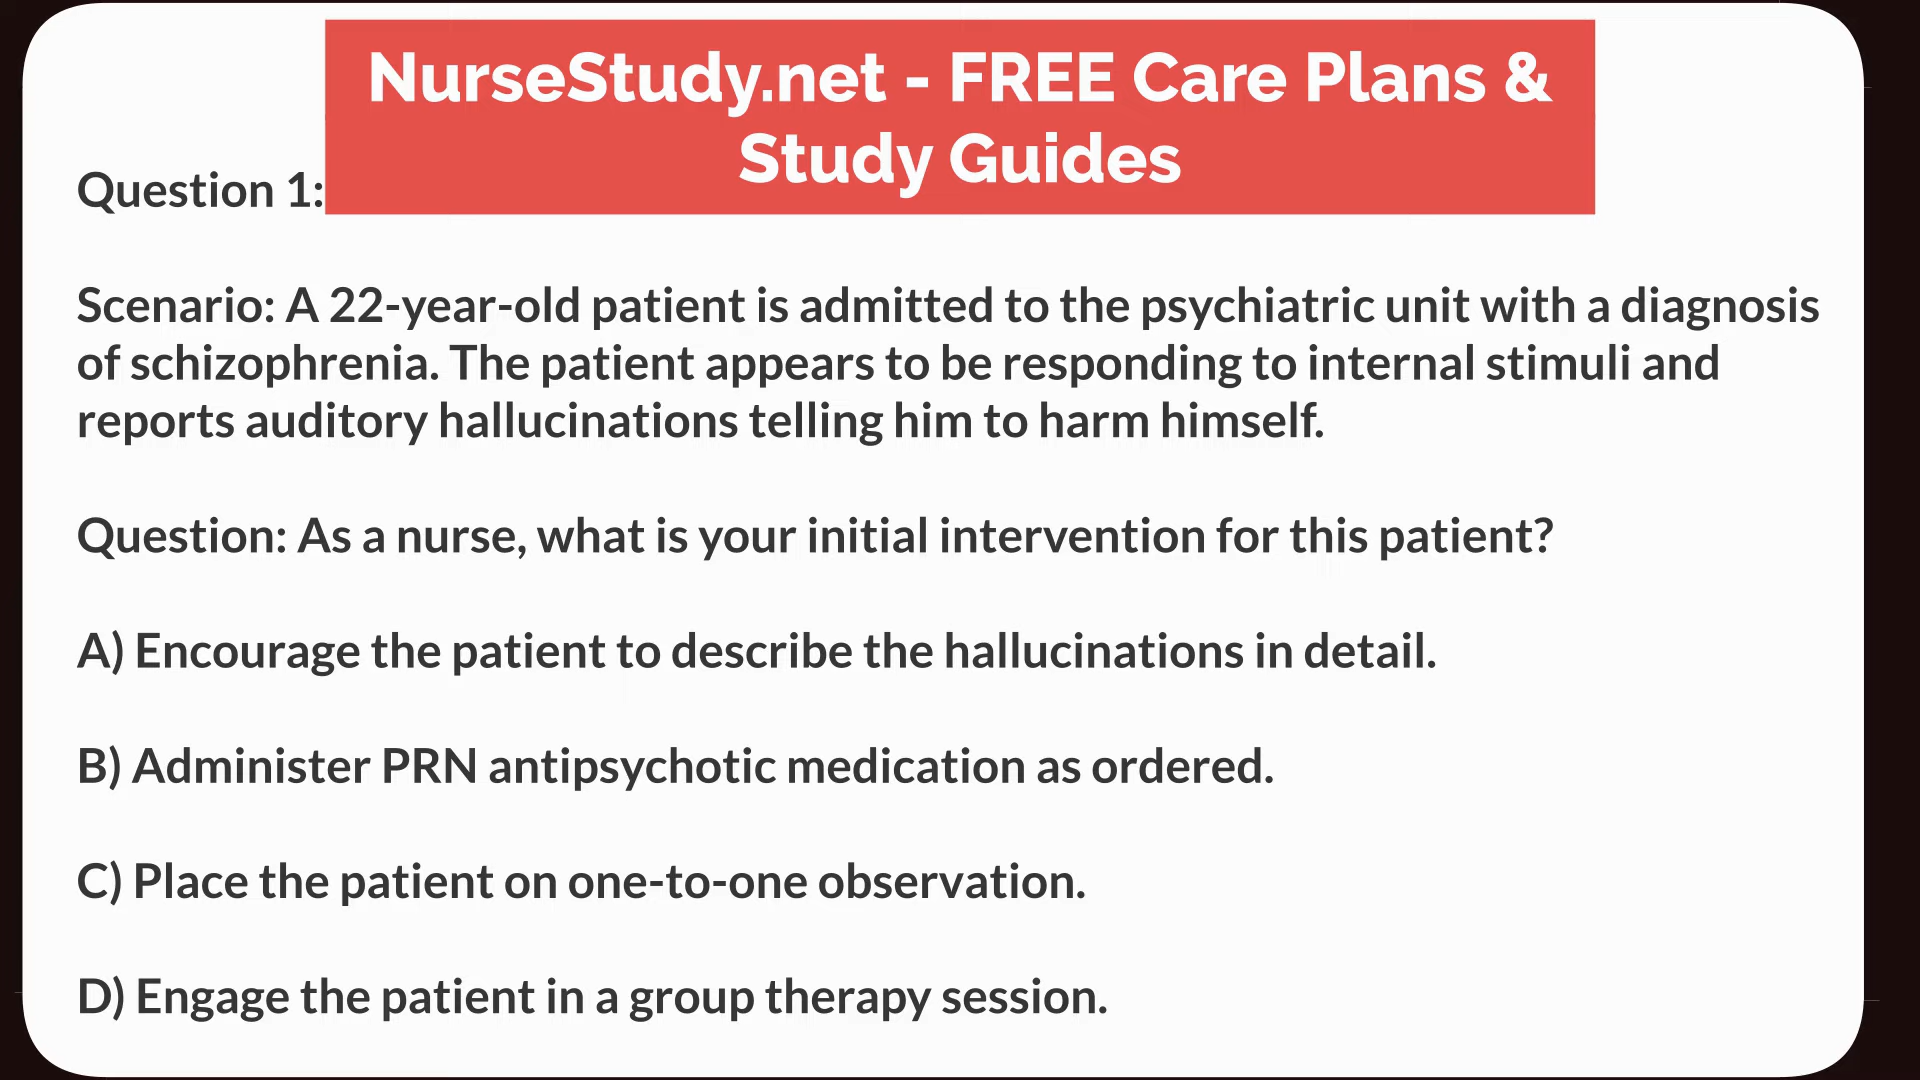 NurseStudy.net - FREE Care Plans &
Study Guides
Question 1:
Scenario: A 22-year-old patient is admitted to the psychiatric unit with a diagnosis
of schizophrenia. The patient appears to be responding to internal stimuli and
reports auditory hallucinations telling him to harm himself.
Question: As a nurse, what is your initial intervention for this patient?
A) Encourage the patient to describe the hallucinations in detail.
B) Administer PRN antipsychotic medication as ordered.
C) Place the patient on one-to-one observation.
D) Engage the patient in a group therapy session.